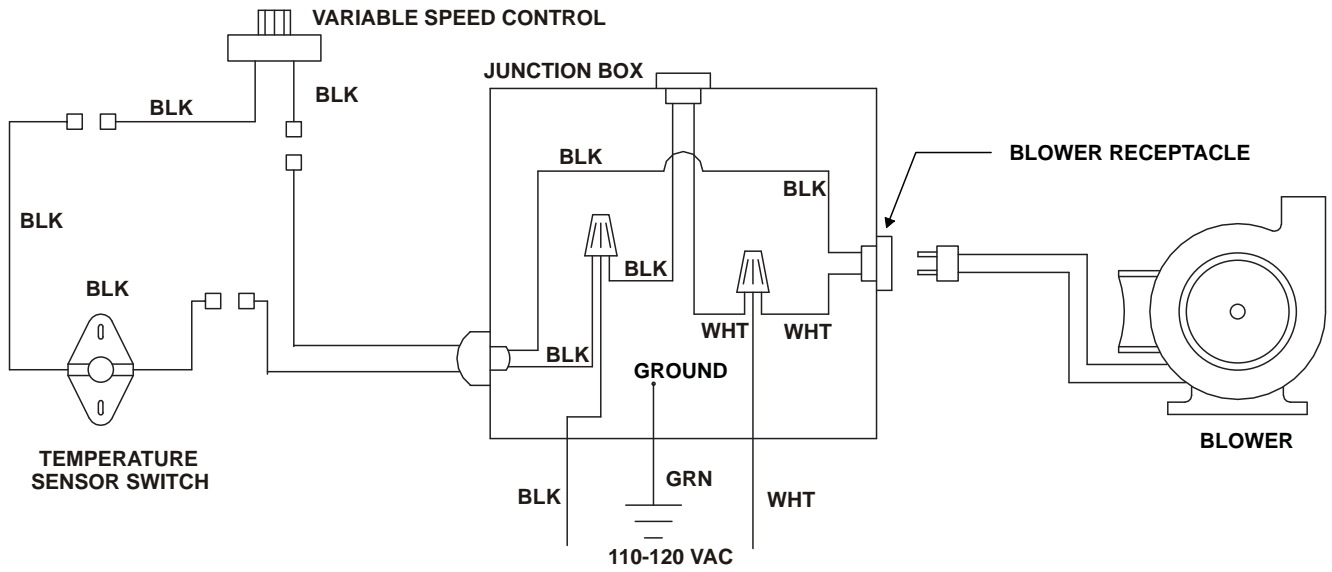 VARIABLE SPEED CONTROL
JUNCTION BOX
BLK
BLK
BLK
BLOWER RECEPTACLE
BLK
BLK
BLK
BLK
WHT
WHT
BLK
GROUND
TEMPERATURE
SENSOR SWITCH
BLOWER
BLK
GRN
WHT
110-120 VAC